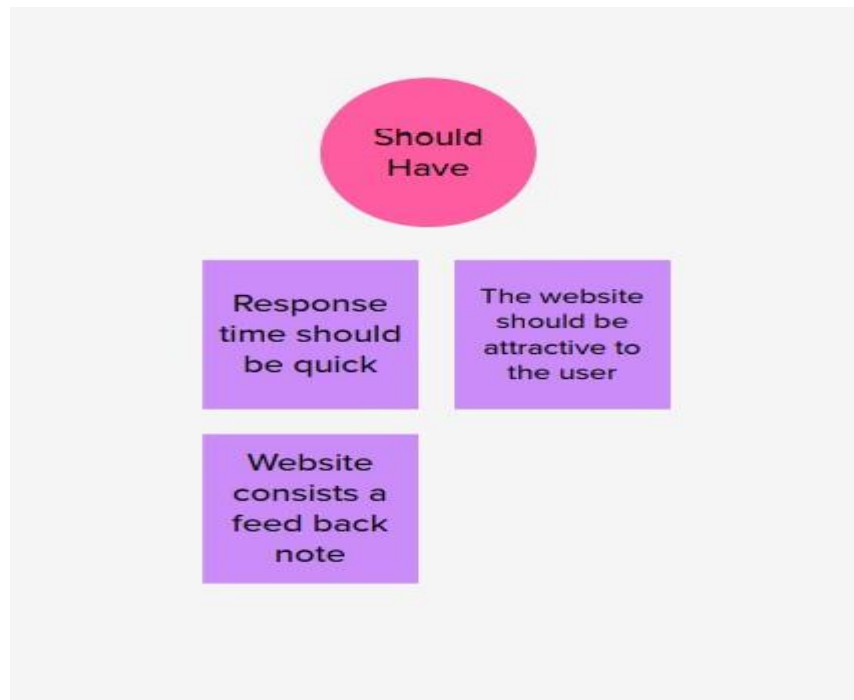 Should
Have
Response
time should
be quick
The website
should be
attractive to
the user
Website
consists a
feed back
note